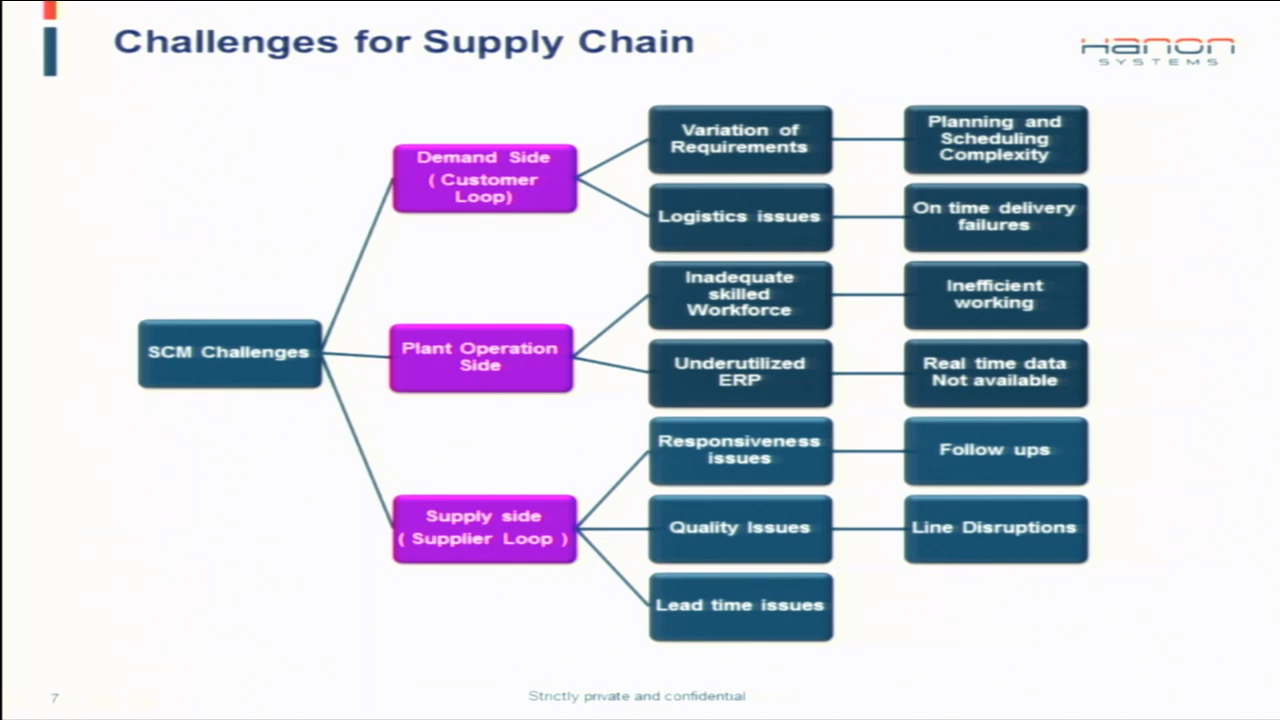 Challenges for Supply Chain
Hanon
SYSTEMS
SCM Challenges
Demand Side
( Customer
Loop)
Variation of
Requirements
Planning and
Scheduling
Complexity
Logistics issues
On time delivery
failures
Plant Operation
Side
Inadequate
skilled
Workforce
Inefficient
working
Underutilized
ERP
Real time data
Not available
Supply side
( Supplier Loop )
Responsiveness
issues
Follow ups
Quality Issues
Line Disruptions
Lead time issues
7
Strictly private and confidential